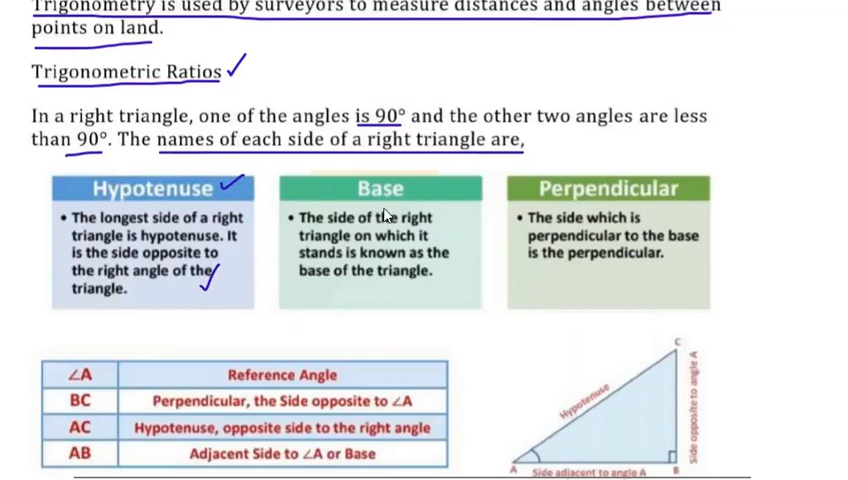 Trigonometry is used by surveyors to measure distances and angles between
points on land.
Trigonometric Ratios
In a right triangle, one of the angles is 90° and the other two angles are less
than 90°. The names of each side of a right triangle are,
Hypotenuse
• The longest side of a right
triangle is hypotenuse. It
is the side opposite to
the right angle of the
triangle.
Base
• The side of the right
triangle on which it
stands is known as the
base of the triangle.
Perpendicular
• The side which is
perpendicular to the base
is the perpendicular.
∠A Reference Angle
BC Perpendicular, the Side opposite to ∠A
AC Hypotenuse, opposite side to the right angle
AB Adjacent Side to ∠A or Base
C
Hypotenuse
Side opposite to angle A
A Side adjacent to angle A B